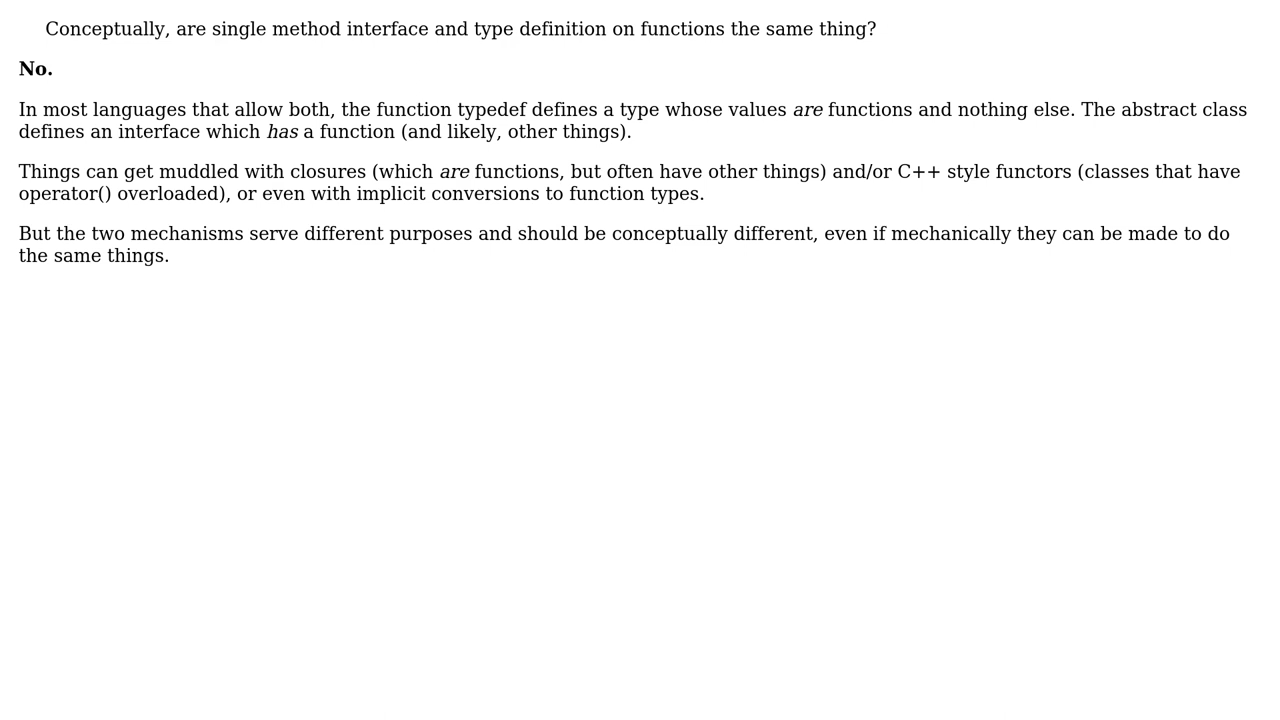 Conceptually, are single method interface and type definition on functions the same thing?
No.
In most languages that allow both, the function typedef defines a type whose values are functions and nothing else. The abstract class
defines an interface which has a function (and likely, other things).
Things can get muddled with closures (which are functions, but often have other things) and/or C++ style functors (classes that have
operator() overloaded), or even with implicit conversions to function types.
But the two mechanisms serve different purposes and should be conceptually different, even if mechanically they can be made to do
the same things.